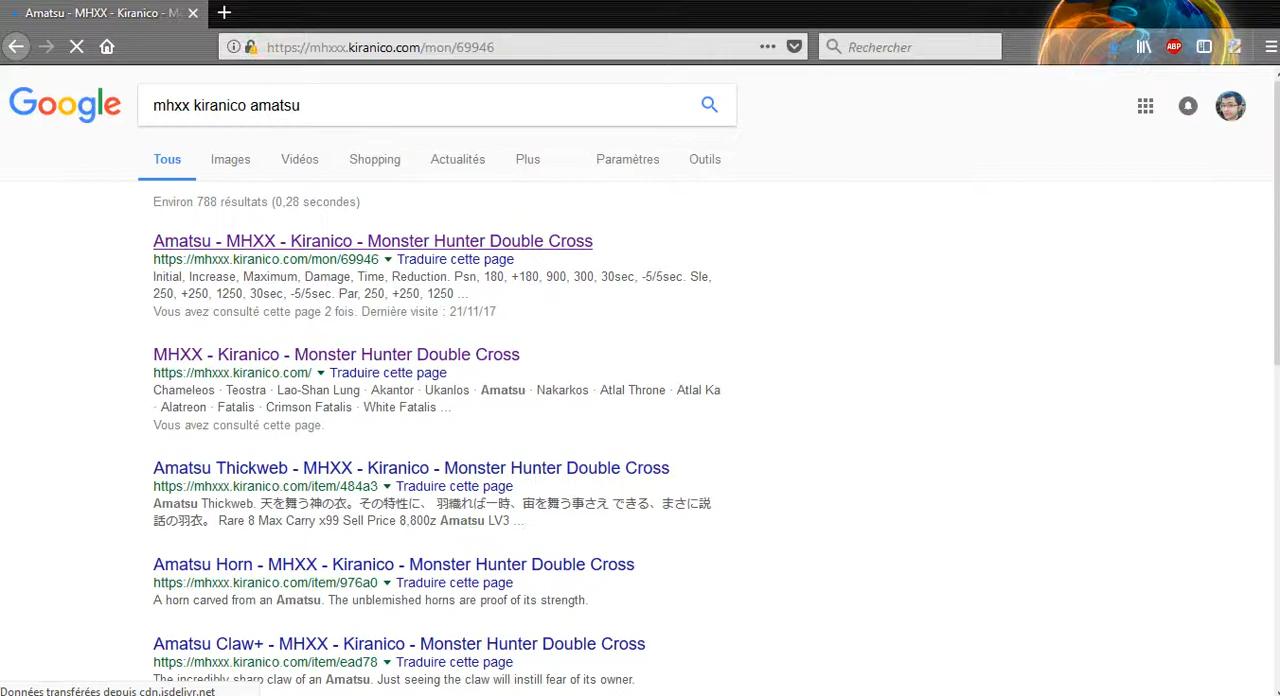 Amatsu - MHXX - Kiranico - M
https://mhxxx.kiranico.com/mon/69946
Rechercher
ABP
Google
mhxx kiranico amatsu
Tous Images Vidéos Shopping Actualités Plus Paramètres Outils
Environ 788 résultats (0,28 secondes)
Amatsu - MHXX - Kiranico - Monster Hunter Double Cross
https://mhxxx.kiranico.com/mon/69946 Traduire cette page
Initial, Increase, Maximum, Damage, Time, Reduction. Psn, 180, +180, 900, 300, 30sec, -5/5sec. Sle,
250, +250, 1250, 30sec, -5/5sec. Par, 250, +250, 1250 ...
Vous avez consulté cette page 2 fois. Dernière visite : 21/11/17
MHXX - Kiranico - Monster Hunter Double Cross
https://mhxxx.kiranico.com/ Traduire cette page
Chameleos · Teostra · Lao-Shan Lung · Akantor · Ukanlos · Amatsu · Nakarkos · Atlal Throne · Atlal Ka
· Alatreon · Fatalis · Crimson Fatalis · White Fatalis ...
Vous avez consulté cette page.
Amatsu Thickweb - MHXX - Kiranico - Monster Hunter Double Cross
https://mhxxx.kiranico.com/item/484a3 Traduire cette page
Amatsu Thickweb. 天を舞う神の衣。その特性に、 羽織れば一時、宙を舞う事さえ できる、まさに説
話の羽衣。 Rare 8 Max Carry x99 Sell Price 8,800z Amatsu LV3 ...
Amatsu Horn - MHXX - Kiranico - Monster Hunter Double Cross
https://mhxxx.kiranico.com/item/976a0 Traduire cette page
A horn carved from an Amatsu. The unblemished horns are proof of its strength.
Amatsu Claw+ - MHXX - Kiranico - Monster Hunter Double Cross
https://mhxxx.kiranico.com/item/ead78 Traduire cette page
The incredibly sharp claw of an Amatsu. Just seeing the claw will instill fear of its owner.
Données transférées depuis cdn.jsdelivr.net